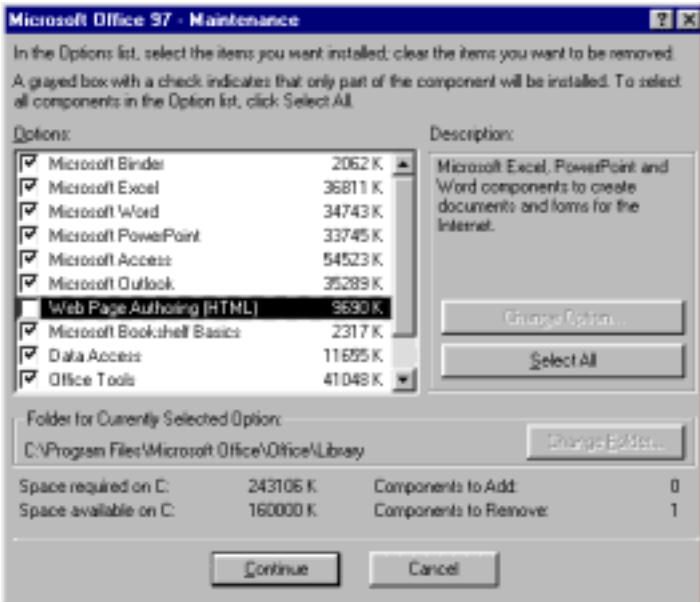 Microsoft Office 97 - Maintenance
In the Options list, select the items you want installed; clear the items you want to be removed.
A grayed box with a check indicates that only part of the component will be installed. To select
all components in the Option list, click Select All.
Options:
Description:
Microsoft Binder 2062 K
Microsoft Excel 36811 K
Microsoft Word 34743 K
Microsoft PowerPoint 33745 K
Microsoft Access 54523 K
Microsoft Outlook 35289 K
Web Page Authoring (HTML) 9690 K
Microsoft Bookshelf Basics 2317 K
Data Access 11655 K
Office Tools 41048 K
Microsoft Excel, PowerPoint and
Word components to create
documents and forms for the
Internet.
Change Option...
Select All
Folder for Currently Selected Option:
C:\Program Files\Microsoft Office\Office\Library
Change Folder...
Space required on C: 243106 K Components to Add: 0
Space available on C: 160000 K Components to Remove: 1
Continue Cancel